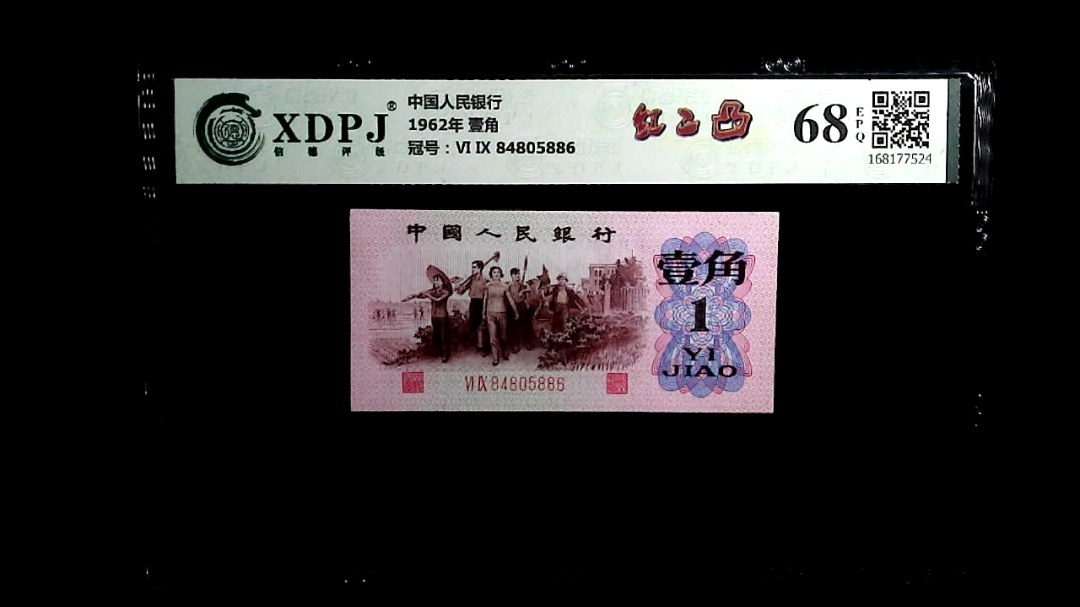 XDPJ®
信德评级
中国人民银行
1962年 壹角
冠号：VI IX 84805886
红二凸
68
EPQ
168177524
中國人民銀行
壹角
1
YI
JIAO
VI IX 84805886